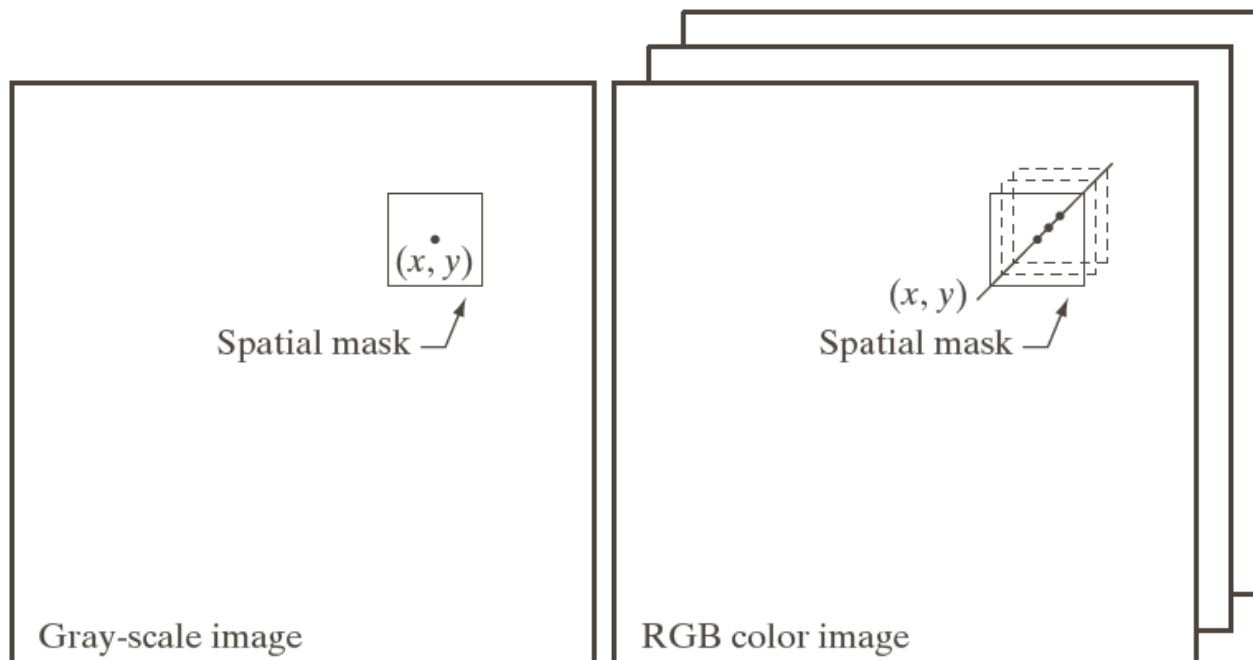 (x, y)
Spatial mask
Gray-scale image
(x, y)
Spatial mask
RGB color image